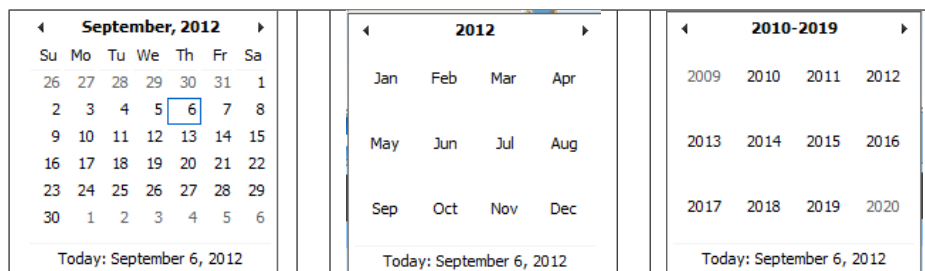 September, 2012
Su Mo Tu We Th Fr Sa
26 27 28 29 30 31 1
2 3 4 5 6 7 8
9 10 11 12 13 14 15
16 17 18 19 20 21 22
23 24 25 26 27 28 29
30 1 2 3 4 5 6
Today: September 6, 2012
2012
Jan Feb Mar Apr
May Jun Jul Aug
Sep Oct Nov Dec
Today: September 6, 2012
2010-2019
2009 2010 2011 2012
2013 2014 2015 2016
2017 2018 2019 2020
Today: September 6, 2012